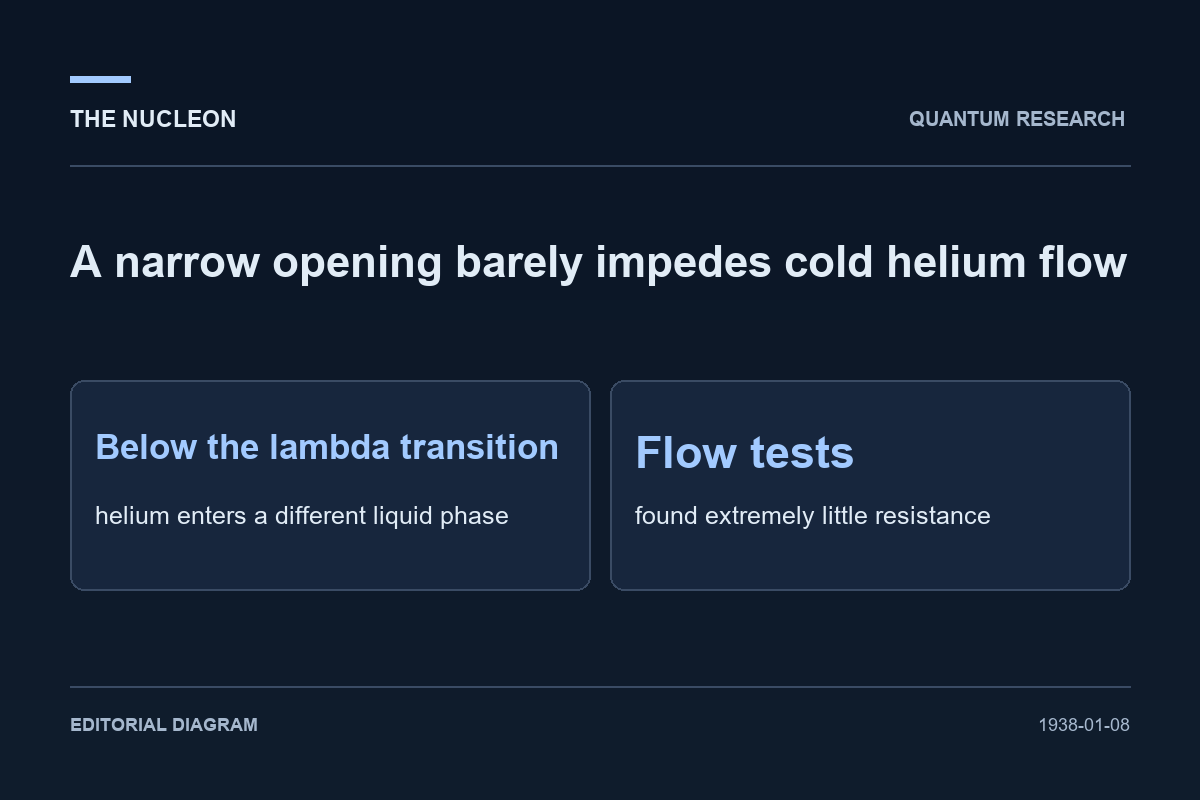 THE NUCLEON
QUANTUM RESEARCH
A narrow opening barely impedes cold helium flow
Below the lambda transition
helium enters a different liquid phase
Flow tests
found extremely little resistance
EDITORIAL DIAGRAM
1938-01-08